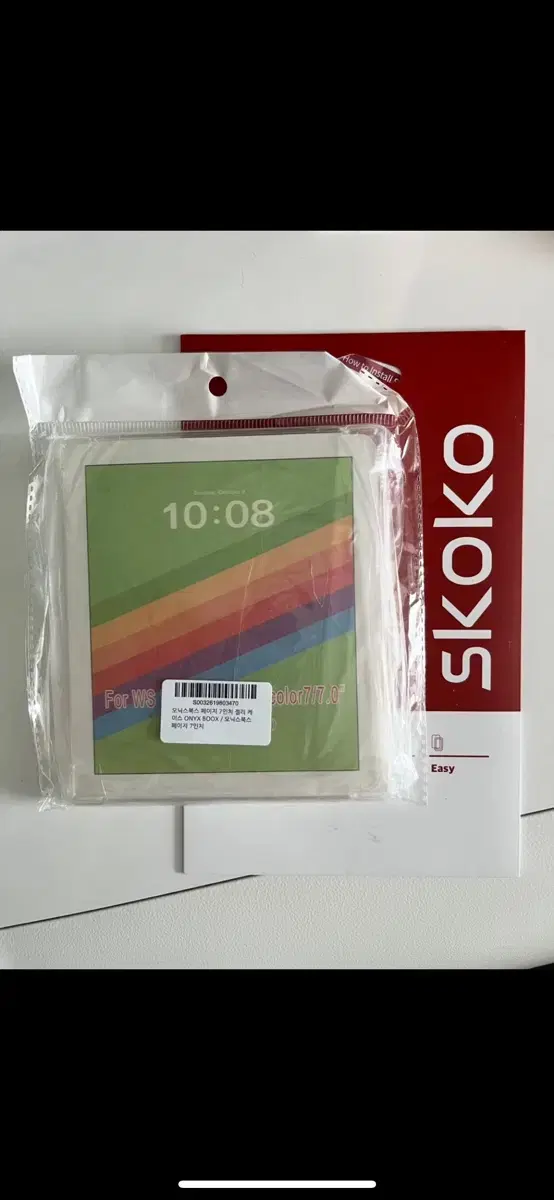 How to install
10:08
For WS
color7/7.0"
S0032619803470
오닉스북스 페이지 7인처 젤리 케
이스 ONYX BOOX / 오닉스북스
페이지 7인치
skoko
Easy